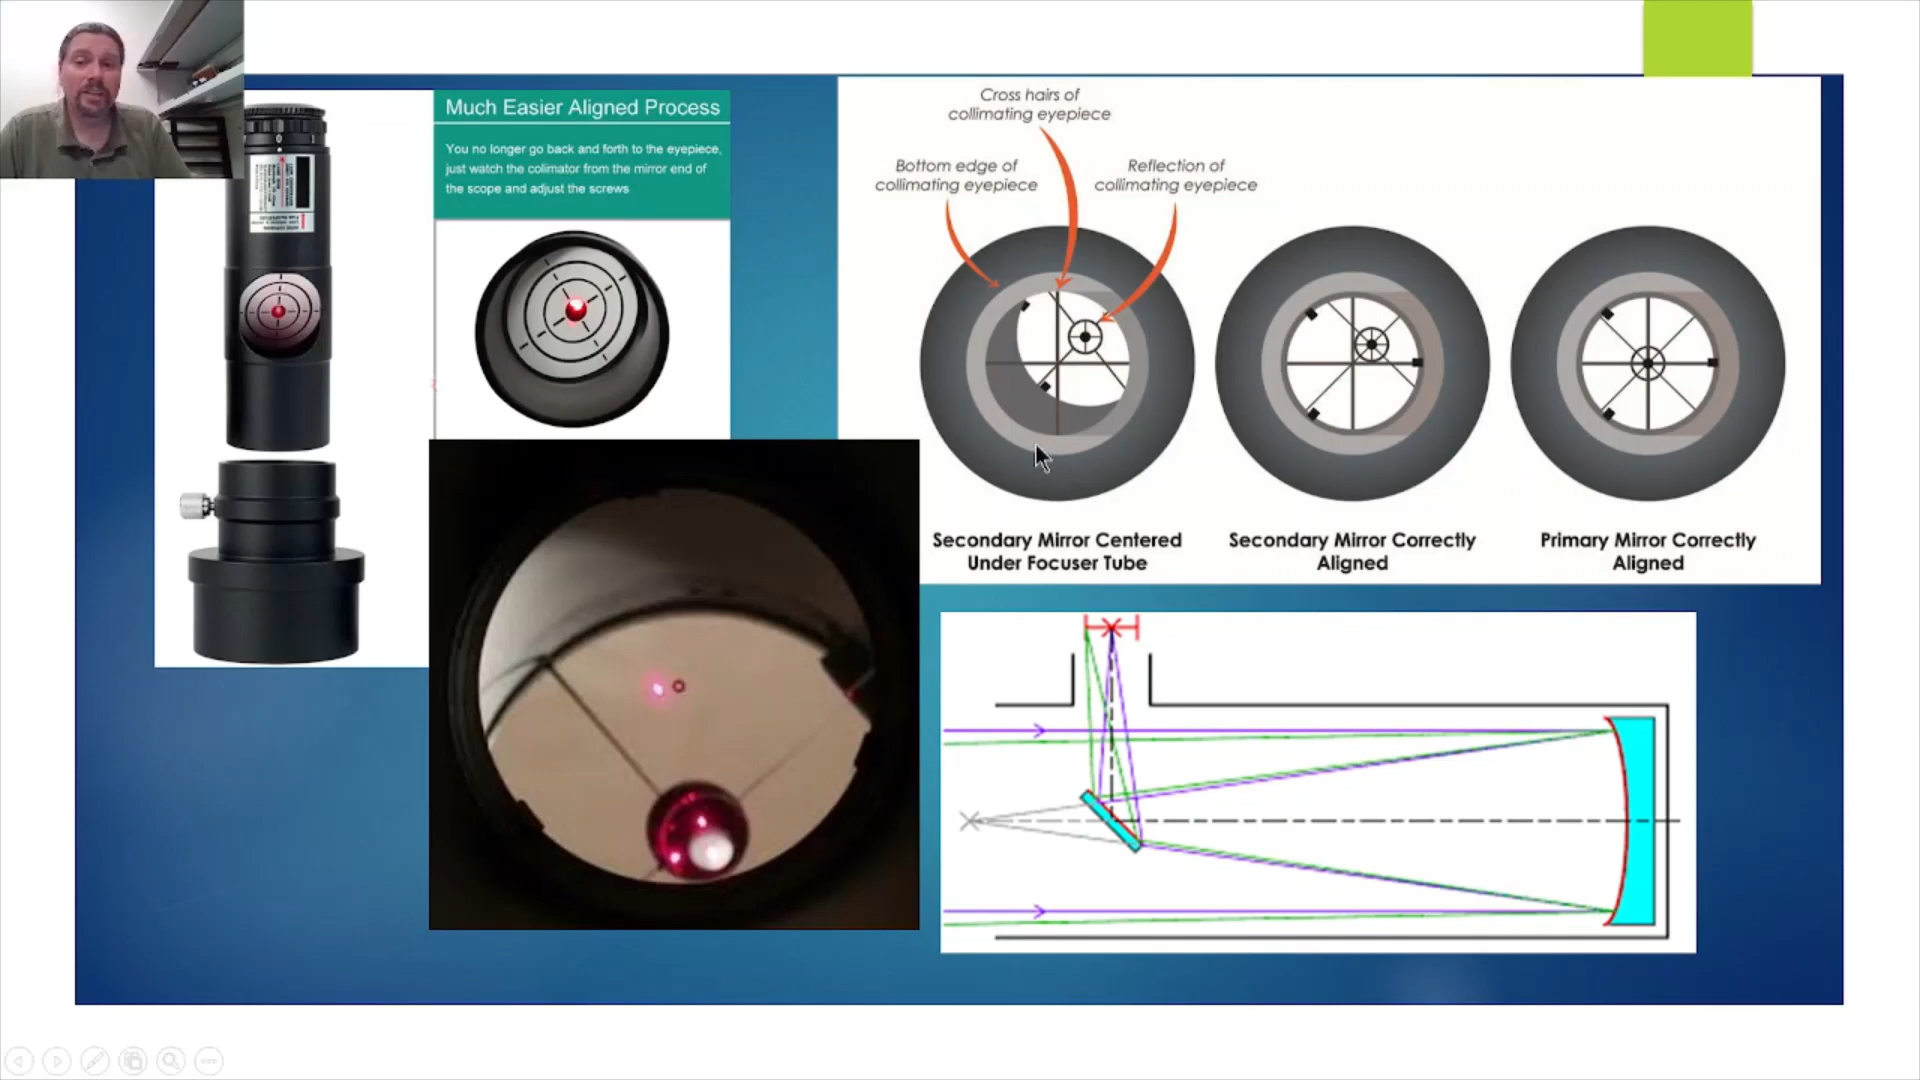 Much Easier Aligned Process
You no longer go back and forth to the eyepiece,
just watch the colimator from the mirror end of
the scope and adjust the screws
Cross hairs of
collimating eyepiece
Bottom edge of
collimating eyepiece
Reflection of
collimating eyepiece
Secondary Mirror Centered
Under Focuser Tube
Secondary Mirror Correctly
Aligned
Primary Mirror Correctly
Aligned